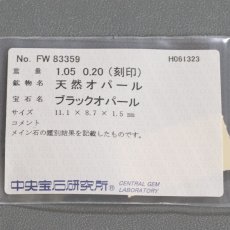 No. FW 83359 H061323
重量 1.05 0.20 (刻印)
鉱物名 天然オパール
宝石名 ブラックオパール
サイズ 11.1 × 8.7 × 1.5 mm
コメント
メイン石の鑑別結果を記載したものです。
中央宝石研究所 CENTRAL GEM
LABORATORY